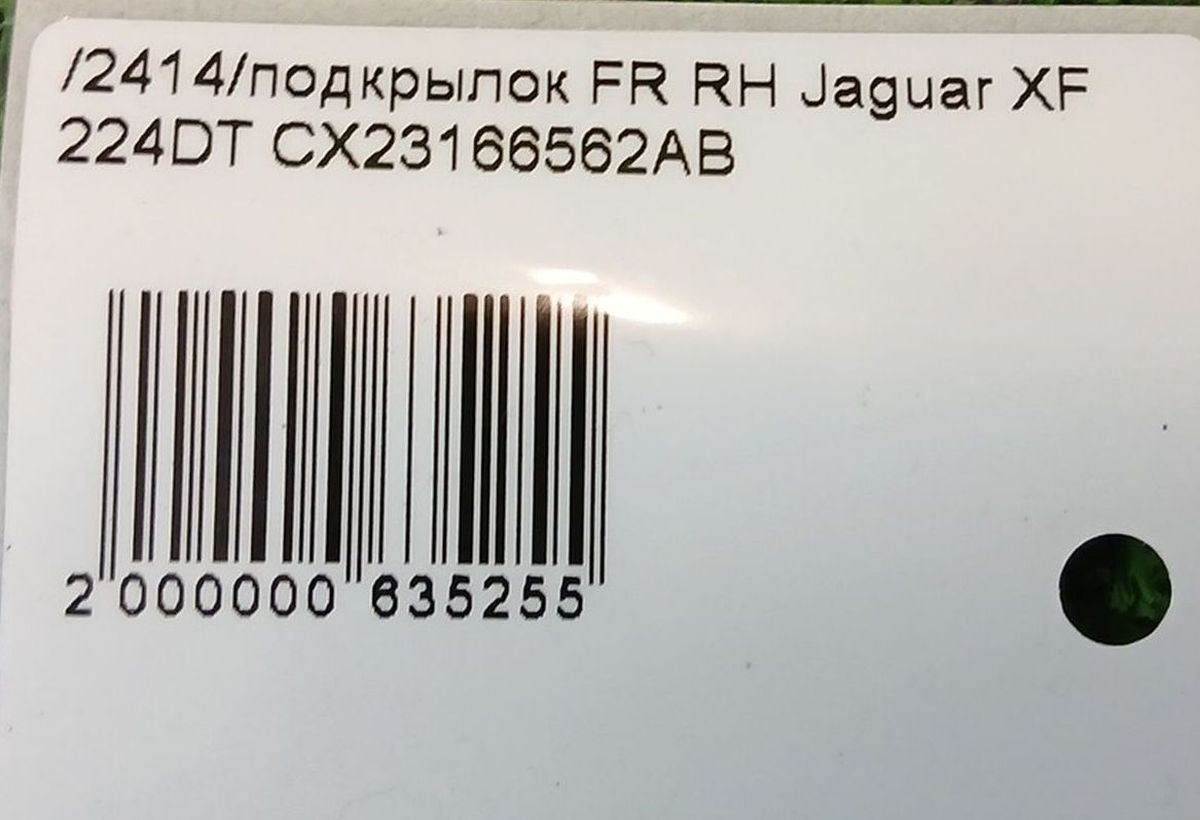 /2414/подкрылок FR RH Jaguar XF
224DT CX23166562AB
2 000000 635255